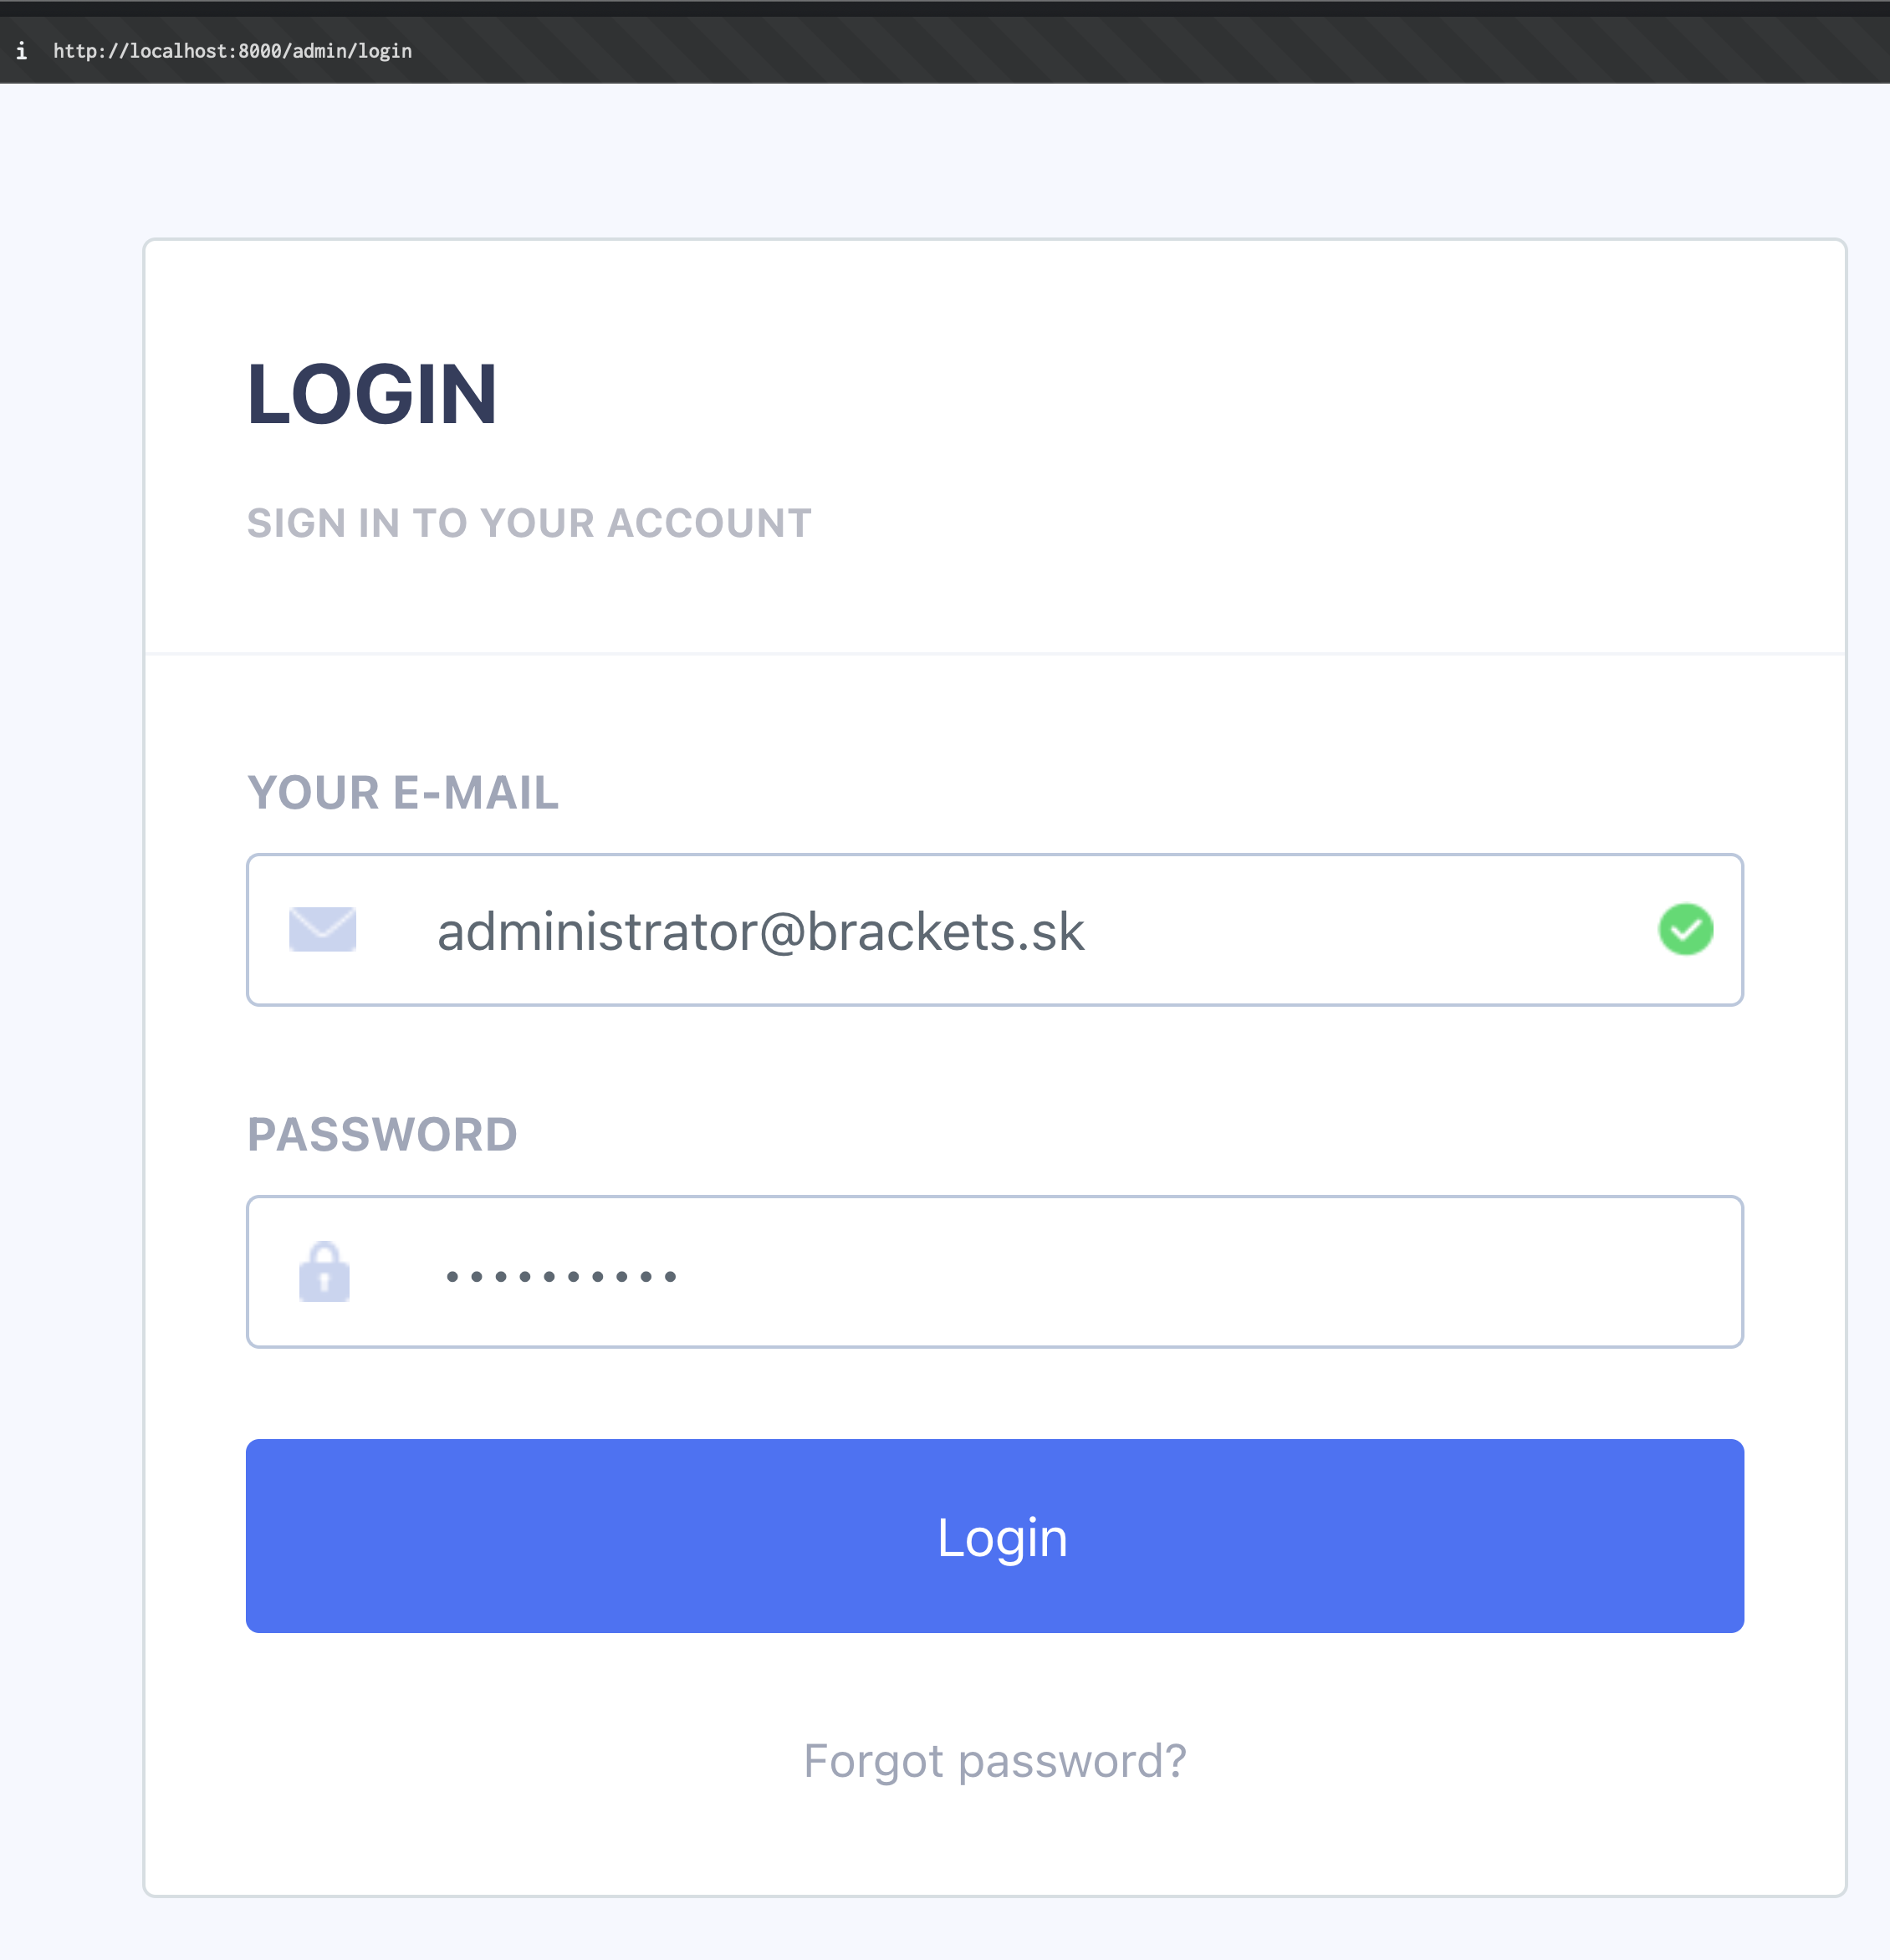 i http://localhost:8000/admin/login
LOGIN
SIGN IN TO YOUR ACCOUNT
YOUR E-MAIL
administrator@brackets.sk
PASSWORD
••••••••••
Login
Forgot password?